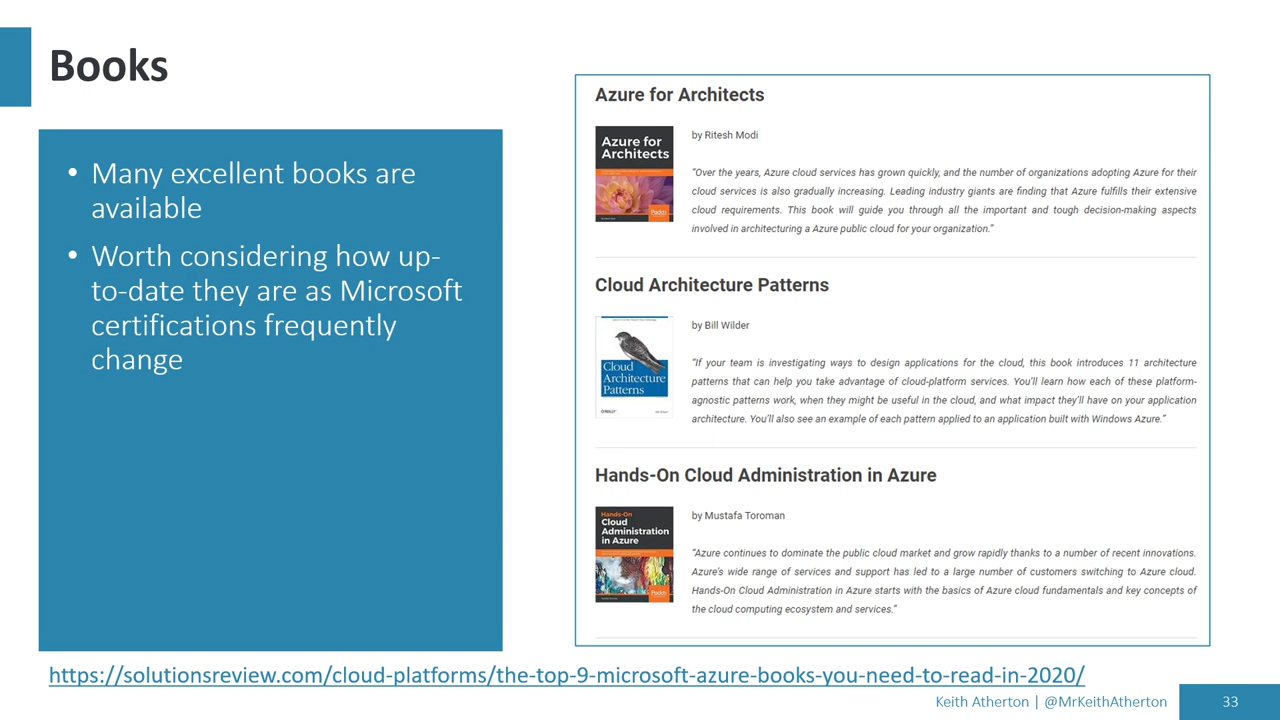 Books
• Many excellent books are
available
• Worth considering how up-
to-date they are as Microsoft
certifications frequently
change
Azure for Architects
Azure for
Architects
Packt
by Ritesh Modi
“Over the years, Azure cloud services has grown quickly, and the number of organizations adopting Azure for their
cloud services is also gradually increasing. Leading industry giants are finding that Azure fulfills their extensive
cloud requirements. This book will guide you through all the important and tough decision-making aspects
involved in architecturing a Azure public cloud for your organization.”
Cloud Architecture Patterns
Cloud
Architecture
Patterns
O'REILLY
by Bill Wilder
“If your team is investigating ways to design applications for the cloud, this book introduces 11 architecture
patterns that can help you take advantage of cloud-platform services. You’ll learn how each of these platform-
agnostic patterns work, when they might be useful in the cloud, and what impact they’ll have on your application
architecture. You’ll also see an example of each pattern applied to an application built with Windows Azure.”
Hands-On Cloud Administration in Azure
Hands-On
Cloud
Administration
in Azure
Packt
by Mustafa Toroman
“Azure continues to dominate the public cloud market and grow rapidly thanks to a number of recent innovations.
Azure’s wide range of services and support has led to a large number of customers switching to Azure cloud.
Hands-On Cloud Administration in Azure starts with the basics of Azure cloud fundamentals and key concepts of
the cloud computing ecosystem and services.“
https://solutionsreview.com/cloud-platforms/the-top-9-microsoft-azure-books-you-need-to-read-in-2020/
Keith Atherton | @MrKeithAtherton
33